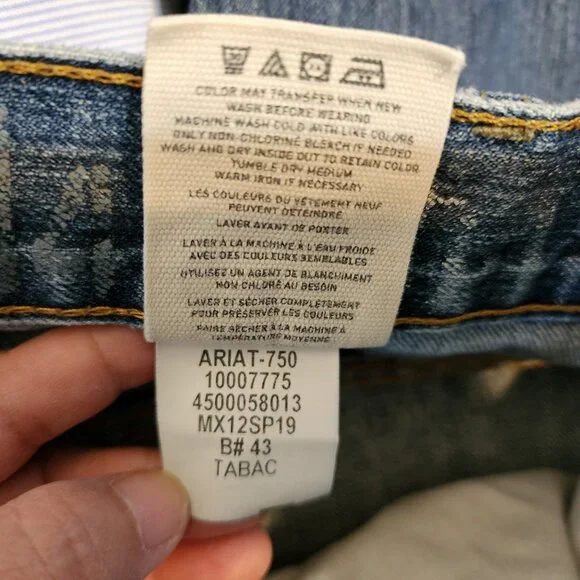 COLOR MAY TRANSFER WHEN NEW
WASH BEFORE WEARING
MACHINE WASH COLD WITH LIKE COLORS
ONLY NON-CHLORINE BLEACH IF NEEDED
WASH AND DRY INSIDE OUT TO RETAIN COLOR
TUMBLE DRY MEDIUM
WARM IRON IF NECESSARY
LES COULEURS DU VÊTEMENT NEUF
PEUVENT DÉTEINDRE
LAVER AVANT DE PORTER
LAVER À LA MACHINE À L'EAU FROIDE
AVEC DES COULEURS SEMBLABLES
UTILISEZ UN AGENT DE BLANCHIMENT
NON CHLORÉ AU BESOIN
LAVER ET SÉCHER COMPLÈTEMENT
POUR PRÉSERVER LES COULEURS
FAIRE SÉCHER À LA MACHINE À
TEMPÉRATURE MOYENNE
ARIAT-750
10007775
4500058013
MX12SP19
B# 43
TABAC